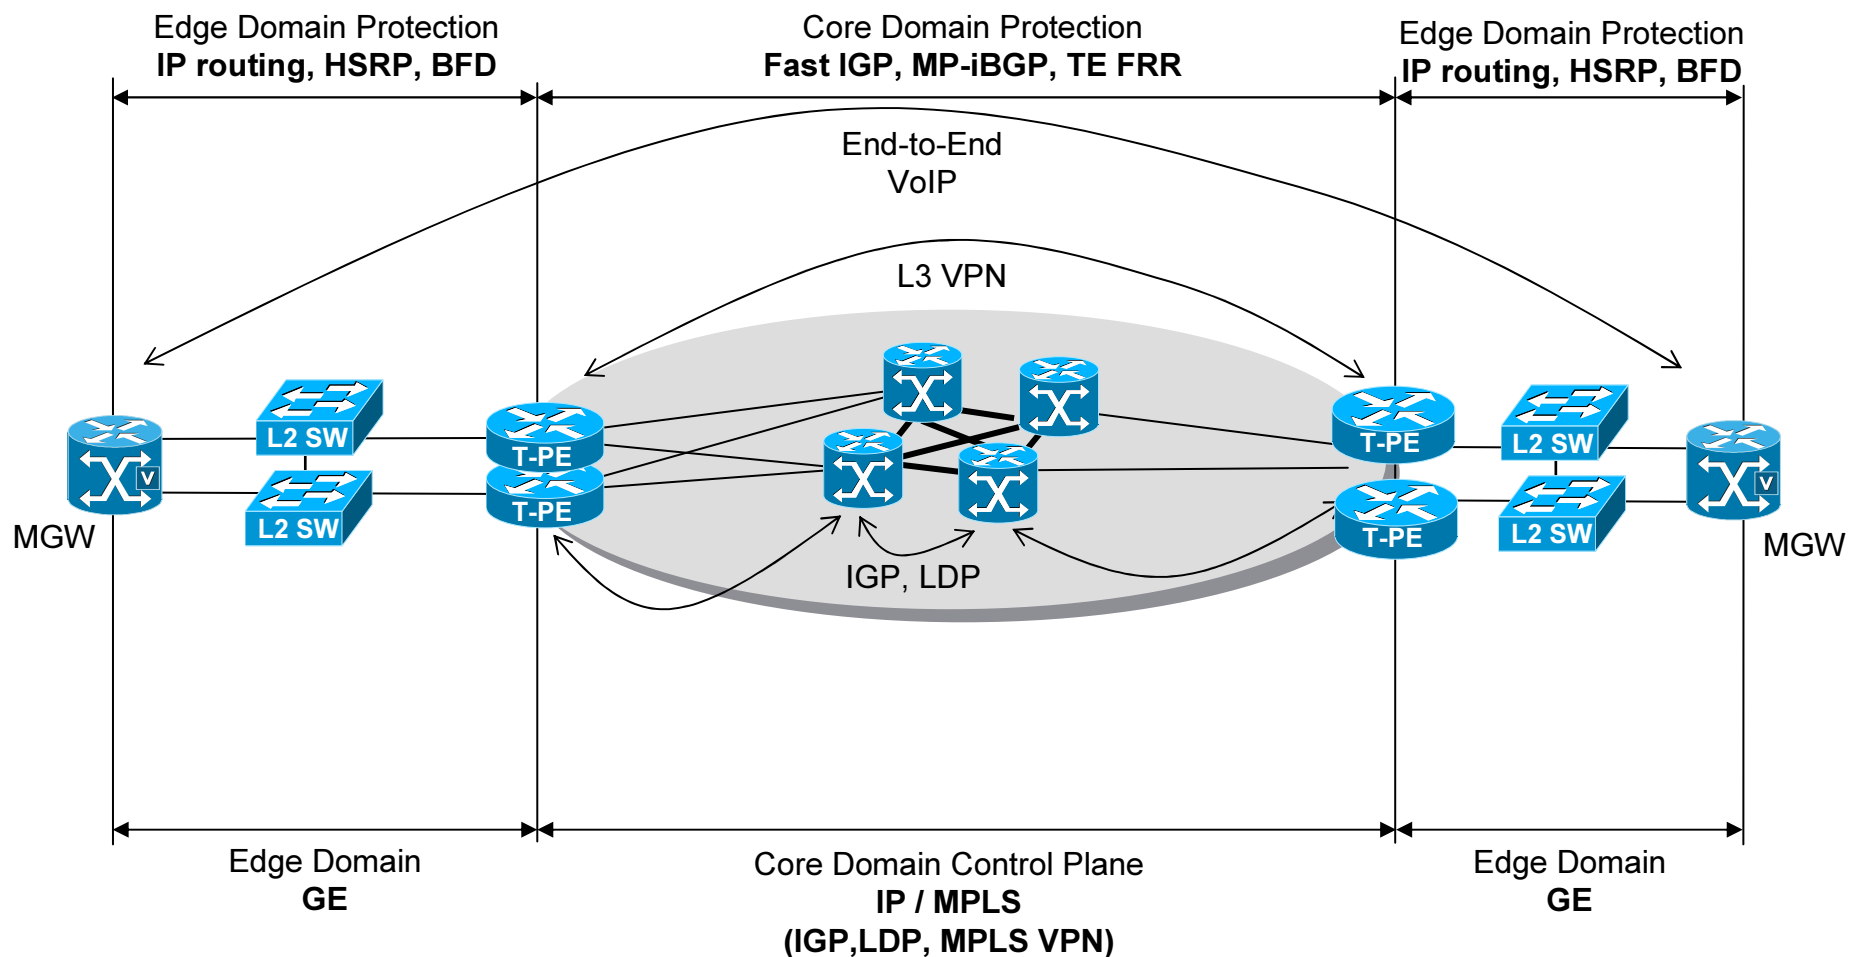 Edge Domain Protection
IP routing, HSRP, BFD
Core Domain Protection
Fast IGP, MP-iBGP, TE FRR
Edge Domain Protection
IP routing, HSRP, BFD
End-to-End
VoIP
L3 VPN
L2 SW
L2 SW
T-PE
T-PE
T-PE
T-PE
L2 SW
L2 SW
V
V
MGW
MGW
IGP, LDP
Edge Domain
GE
Core Domain Control Plane
IP / MPLS
(IGP,LDP, MPLS VPN)
Edge Domain
GE